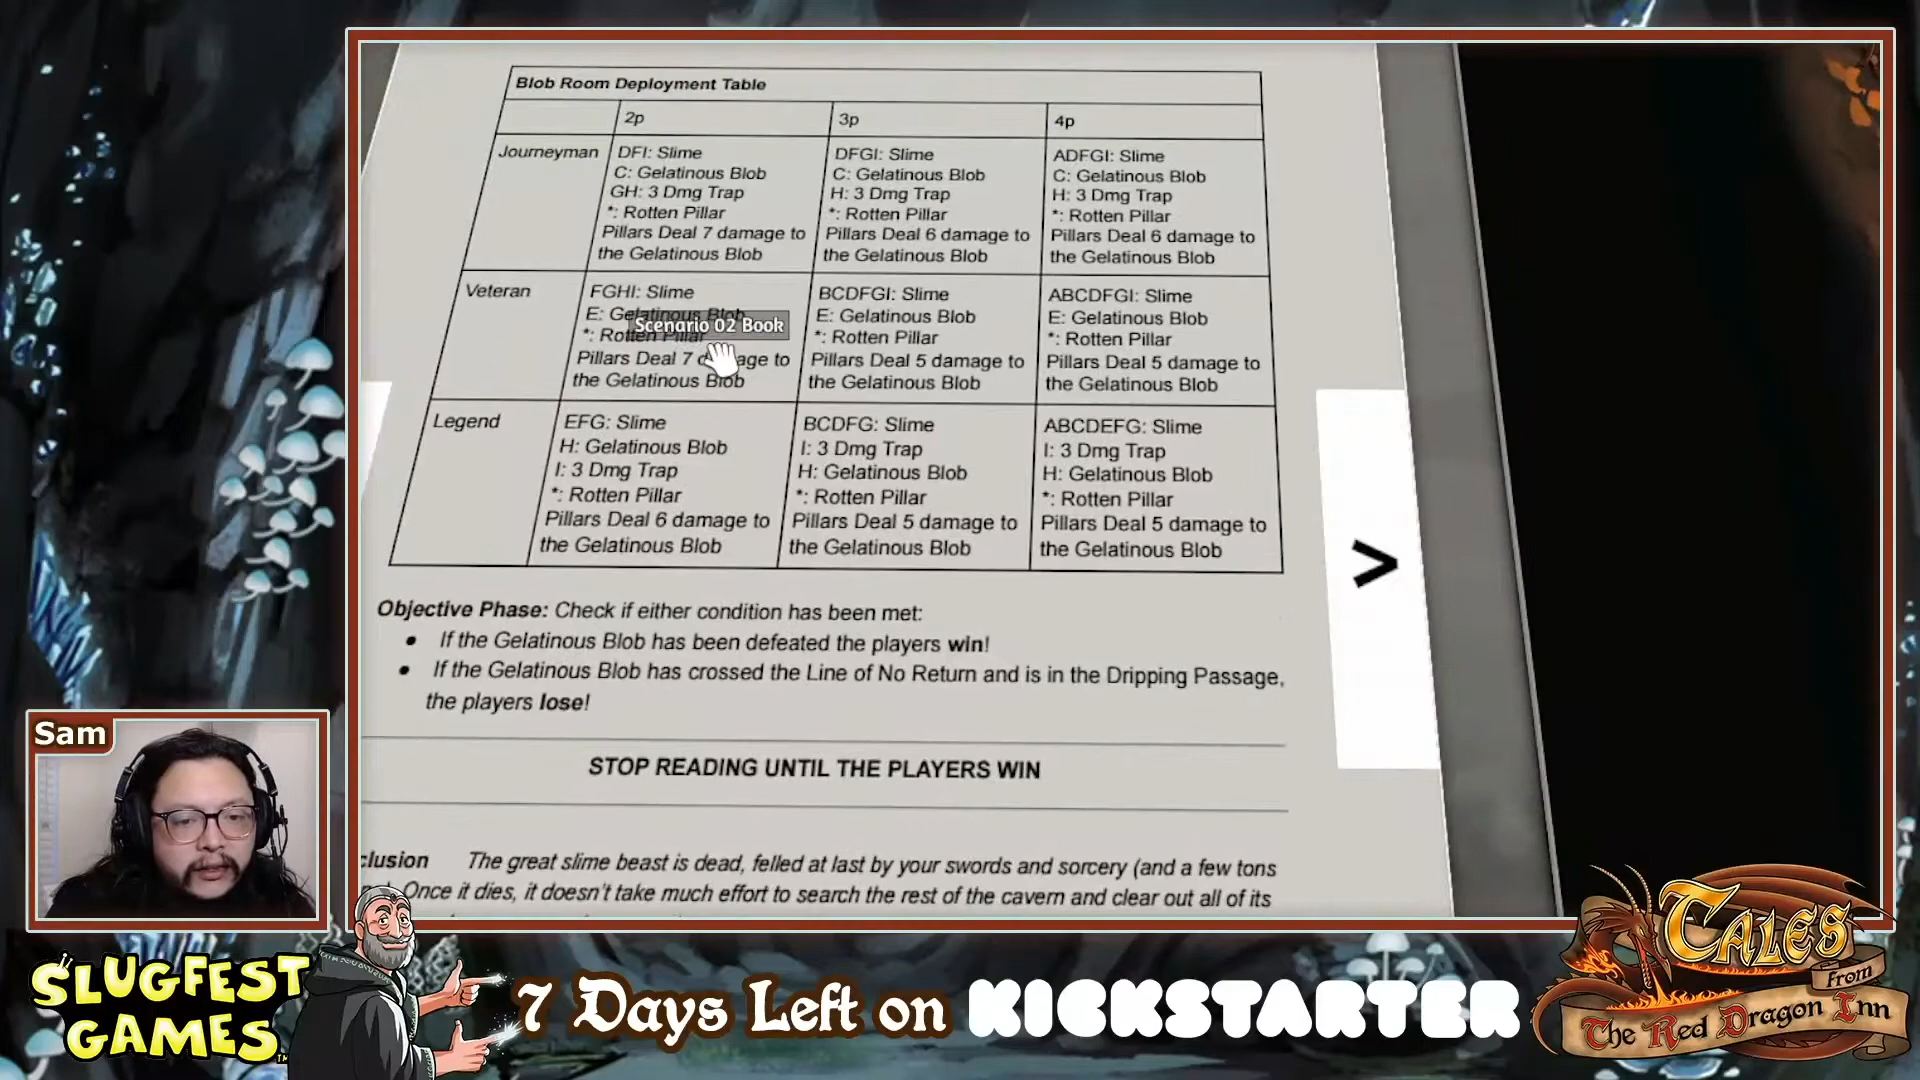 Blob Room Deployment Table
2p
3p
4p
Journeyman
DFI: Slime
C: Gelatinous Blob
GH: 3 Dmg Trap
*: Rotten Pillar
Pillars Deal 7 damage to
the Gelatinous Blob
DFGI: Slime
C: Gelatinous Blob
H: 3 Dmg Trap
*: Rotten Pillar
Pillars Deal 6 damage to
the Gelatinous Blob
ADFGI: Slime
C: Gelatinous Blob
H: 3 Dmg Trap
*: Rotten Pillar
Pillars Deal 6 damage to
the Gelatinous Blob
Veteran
FGHI: Slime
E: Gelatinous Blob
*: Rotten Pillar
Pillars Deal 7 damage to
the Gelatinous Blob
Scenario 02 Book
BCDFGI: Slime
E: Gelatinous Blob
*: Rotten Pillar
Pillars Deal 5 damage to
the Gelatinous Blob
ABCDFGI: Slime
E: Gelatinous Blob
*: Rotten Pillar
Pillars Deal 5 damage to
the Gelatinous Blob
Legend
EFG: Slime
H: Gelatinous Blob
I: 3 Dmg Trap
*: Rotten Pillar
Pillars Deal 6 damage to
the Gelatinous Blob
BCDFG: Slime
I: 3 Dmg Trap
H: Gelatinous Blob
*: Rotten Pillar
Pillars Deal 5 damage to
the Gelatinous Blob
ABCDEFG: Slime
I: 3 Dmg Trap
H: Gelatinous Blob
*: Rotten Pillar
Pillars Deal 5 damage to
the Gelatinous Blob
>
Objective Phase: Check if either condition has been met:
• If the Gelatinous Blob has been defeated the players win!
• If the Gelatinous Blob has crossed the Line of No Return and is in the Dripping Passage,
the players lose!
STOP READING UNTIL THE PLAYERS WIN
clusion The great slime beast is dead, felled at last by your swords and sorcery (and a few tons
Once it dies, it doesn't take much effort to search the rest of the cavern and clear out all of its
Sam
SLUGFEST
GAMES
TM
7 Days Left on KICKSTARTER
TALES
from
The Red Dragon Inn